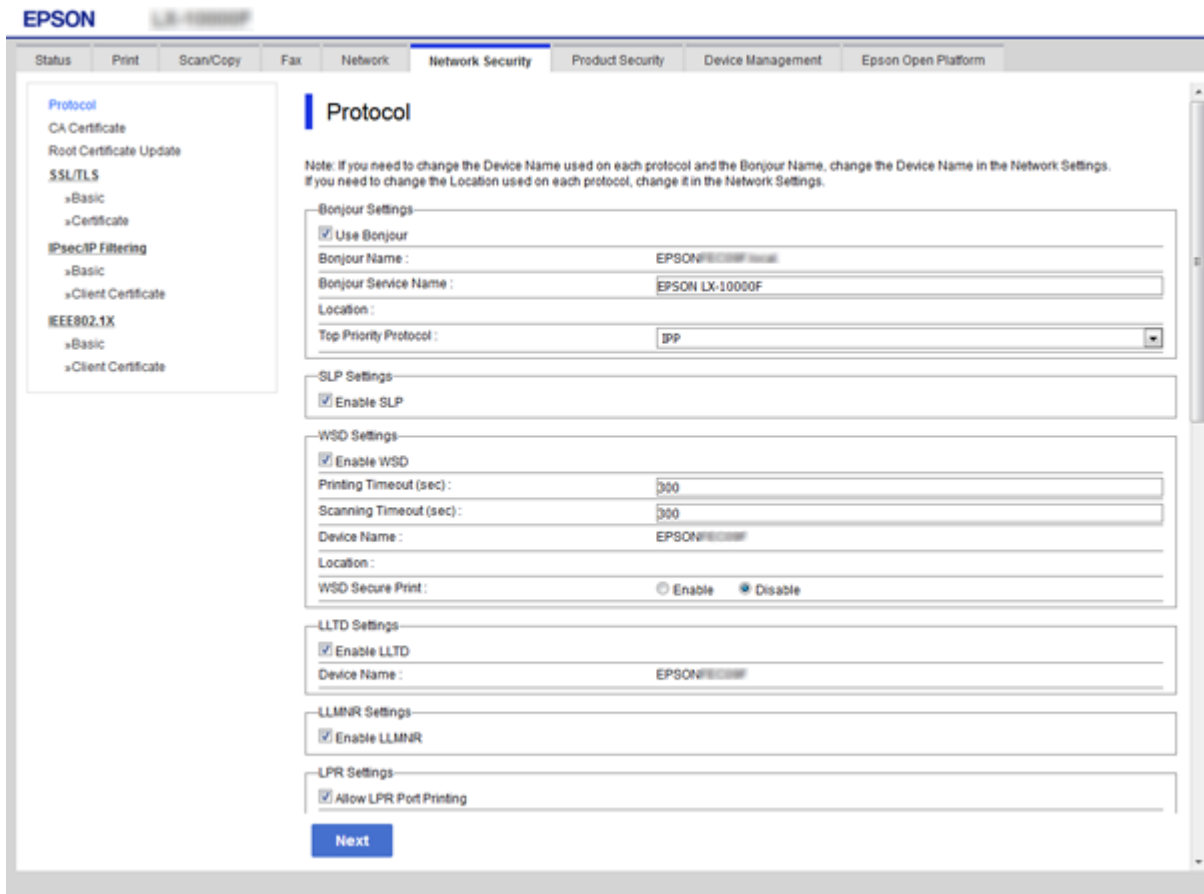 EPSON
Status Print Scan/Copy Fax Network Network Security Product Security Device Management Epson Open Platform
Protocol
CA Certificate
Root Certificate Update
SSL/TLS
»Basic
»Certificate
IPsec/IP Filtering
»Basic
»Client Certificate
IEEE802.1X
»Basic
»Client Certificate
Protocol
Note: If you need to change the Device Name used on each protocol and the Bonjour Name, change the Device Name in the Network Settings.
If you need to change the Location used on each protocol, change it in the Network Settings.
Bonjour Settings
Use Bonjour
Bonjour Name : EPSON
Bonjour Service Name : EPSON LX-10000F
Location :
Top Priority Protocol : IPP
SLP Settings
Enable SLP
WSD Settings
Enable WSD
Printing Timeout (sec) : 300
Scanning Timeout (sec) : 300
Device Name : EPSON
Location :
WSD Secure Print : Enable Disable
LLTD Settings
Enable LLTD
Device Name : EPSON
LLMNR Settings
Enable LLMNR
LPR Settings
Allow LPR Port Printing
Next